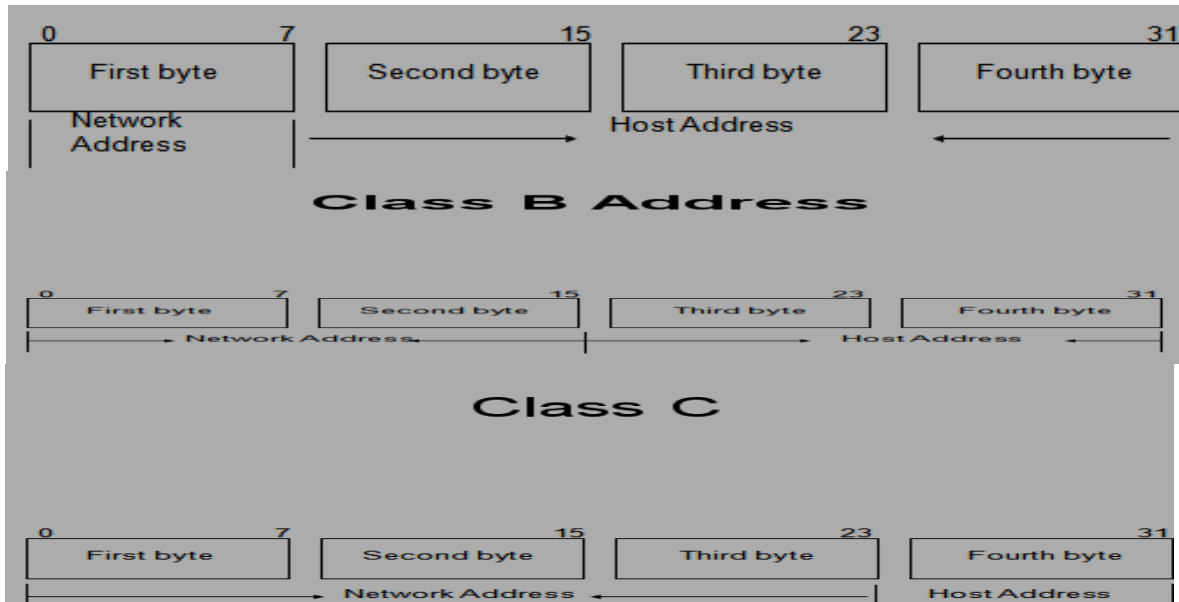 0 7 15 23 31
First byte Second byte Third byte Fourth byte
Network Host Address
Address
Class B Address
0 7 15 23 31
First byte Second byte Third byte Fourth byte
Network Address Host Address
Class C
0 7 15 23 31
First byte Second byte Third byte Fourth byte
Network Address Host Address